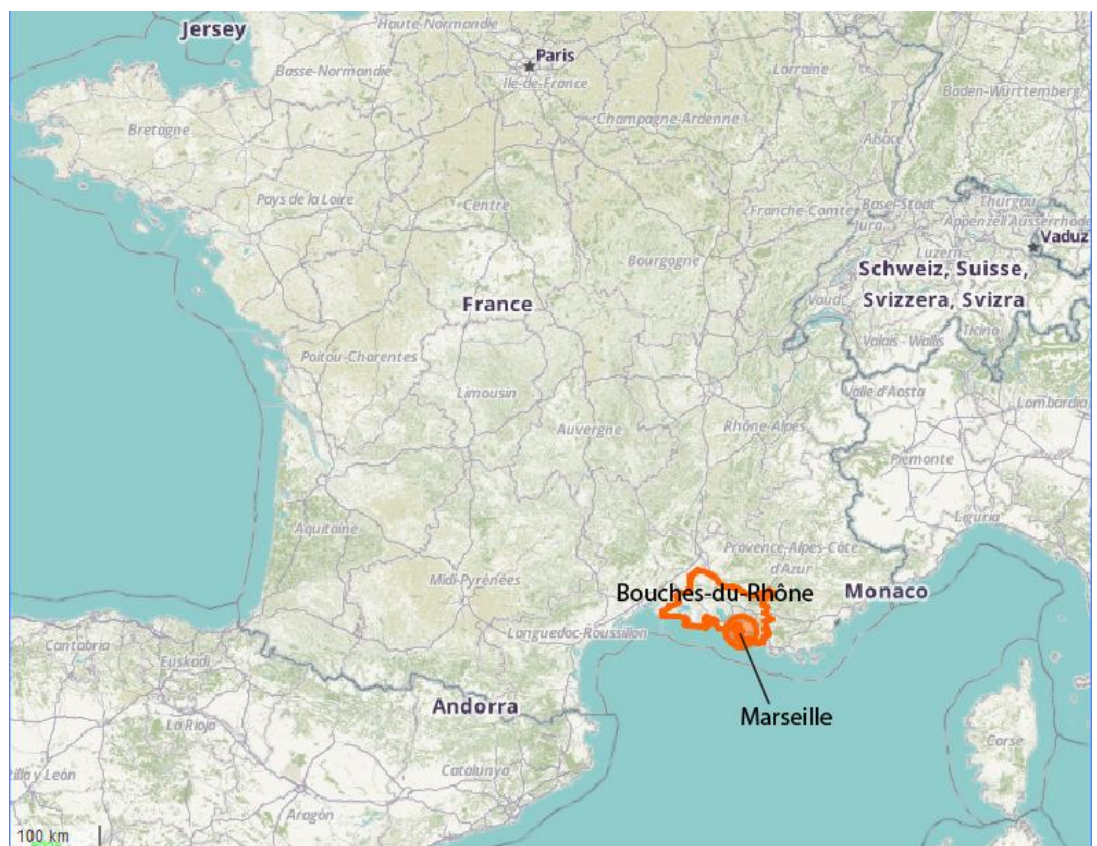 Jersey
Haute-Normandie
Paris
Île-de-France
Basse-Normandie
Lorraine
Baden-Württemberg
Champagne-Ardenne
Bretagne
Alsace
Pays de la Loire
Centre
Franche-Comté
Basel-Stadt
Thurgau
Jura
Appenzell Ausserrhoden
Luzern
Vaduz
Bourgogne
Schweiz, Suisse,
Svizzera, Svizra
France
Vaud
Ticino
Valais - Wallis
Poitou-Charentes
Limousin
Valle d'Aosta
Lombardia
Auvergne
Rhône-Alpes
Piemonte
Aquitaine
Liguria
Provence-Alpes-Côte
d'Azur
Midi-Pyrénées
Bouches-du-Rhône
Monaco
Languedoc-Roussillon
Cantabria
Euskadi
Andorra
Marseille
La Rioja
Corse
Catalunya
tilla y León
Aragón
100 km